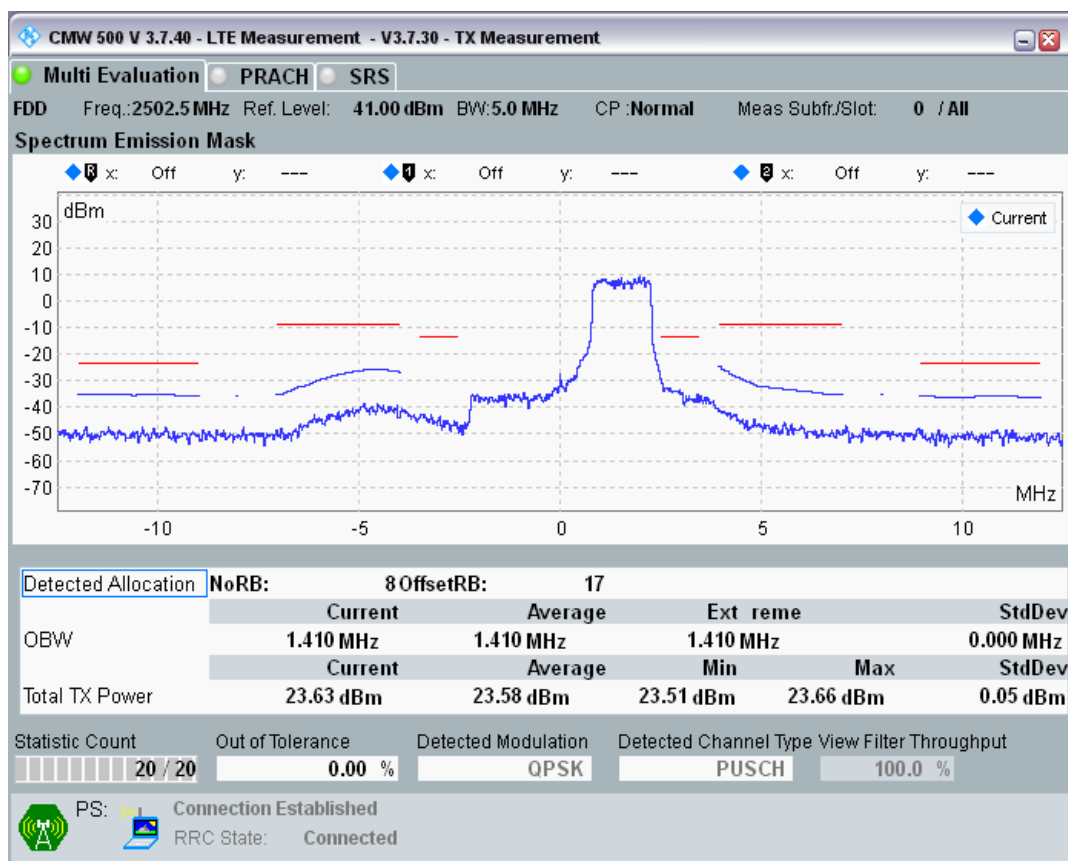 CMW 500 V 3.7.40 - LTE Measurement - V3.7.30 - TX Measurement
Multi Evaluation PRACH SRS
FDD Freq.:2502.5 MHz Ref. Level: 41.00 dBm BW:5.0 MHz CP :Normal Meas Subfr./Slot: 0 / All
Spectrum Emission Mask
R x: Off y: --- 1 x: Off y: --- 2 x: Off y: ---
dBm
Current
30
20
10
0
-10
-20
-30
-40
-50
-60
-70
MHz
-10 -5 0 5 10
Detected Allocation NoRB: 8 OffsetRB: 17
Current Average Ext reme StdDev
OBW 1.410 MHz 1.410 MHz 1.410 MHz 0.000 MHz
Current Average Min Max StdDev
Total TX Power 23.63 dBm 23.58 dBm 23.51 dBm 23.66 dBm 0.05 dBm
Statistic Count Out of Tolerance Detected Modulation Detected Channel Type View Filter Throughput
20 / 20 0.00 % QPSK PUSCH 100.0 %
PS: Connection Established
RRC State: Connected